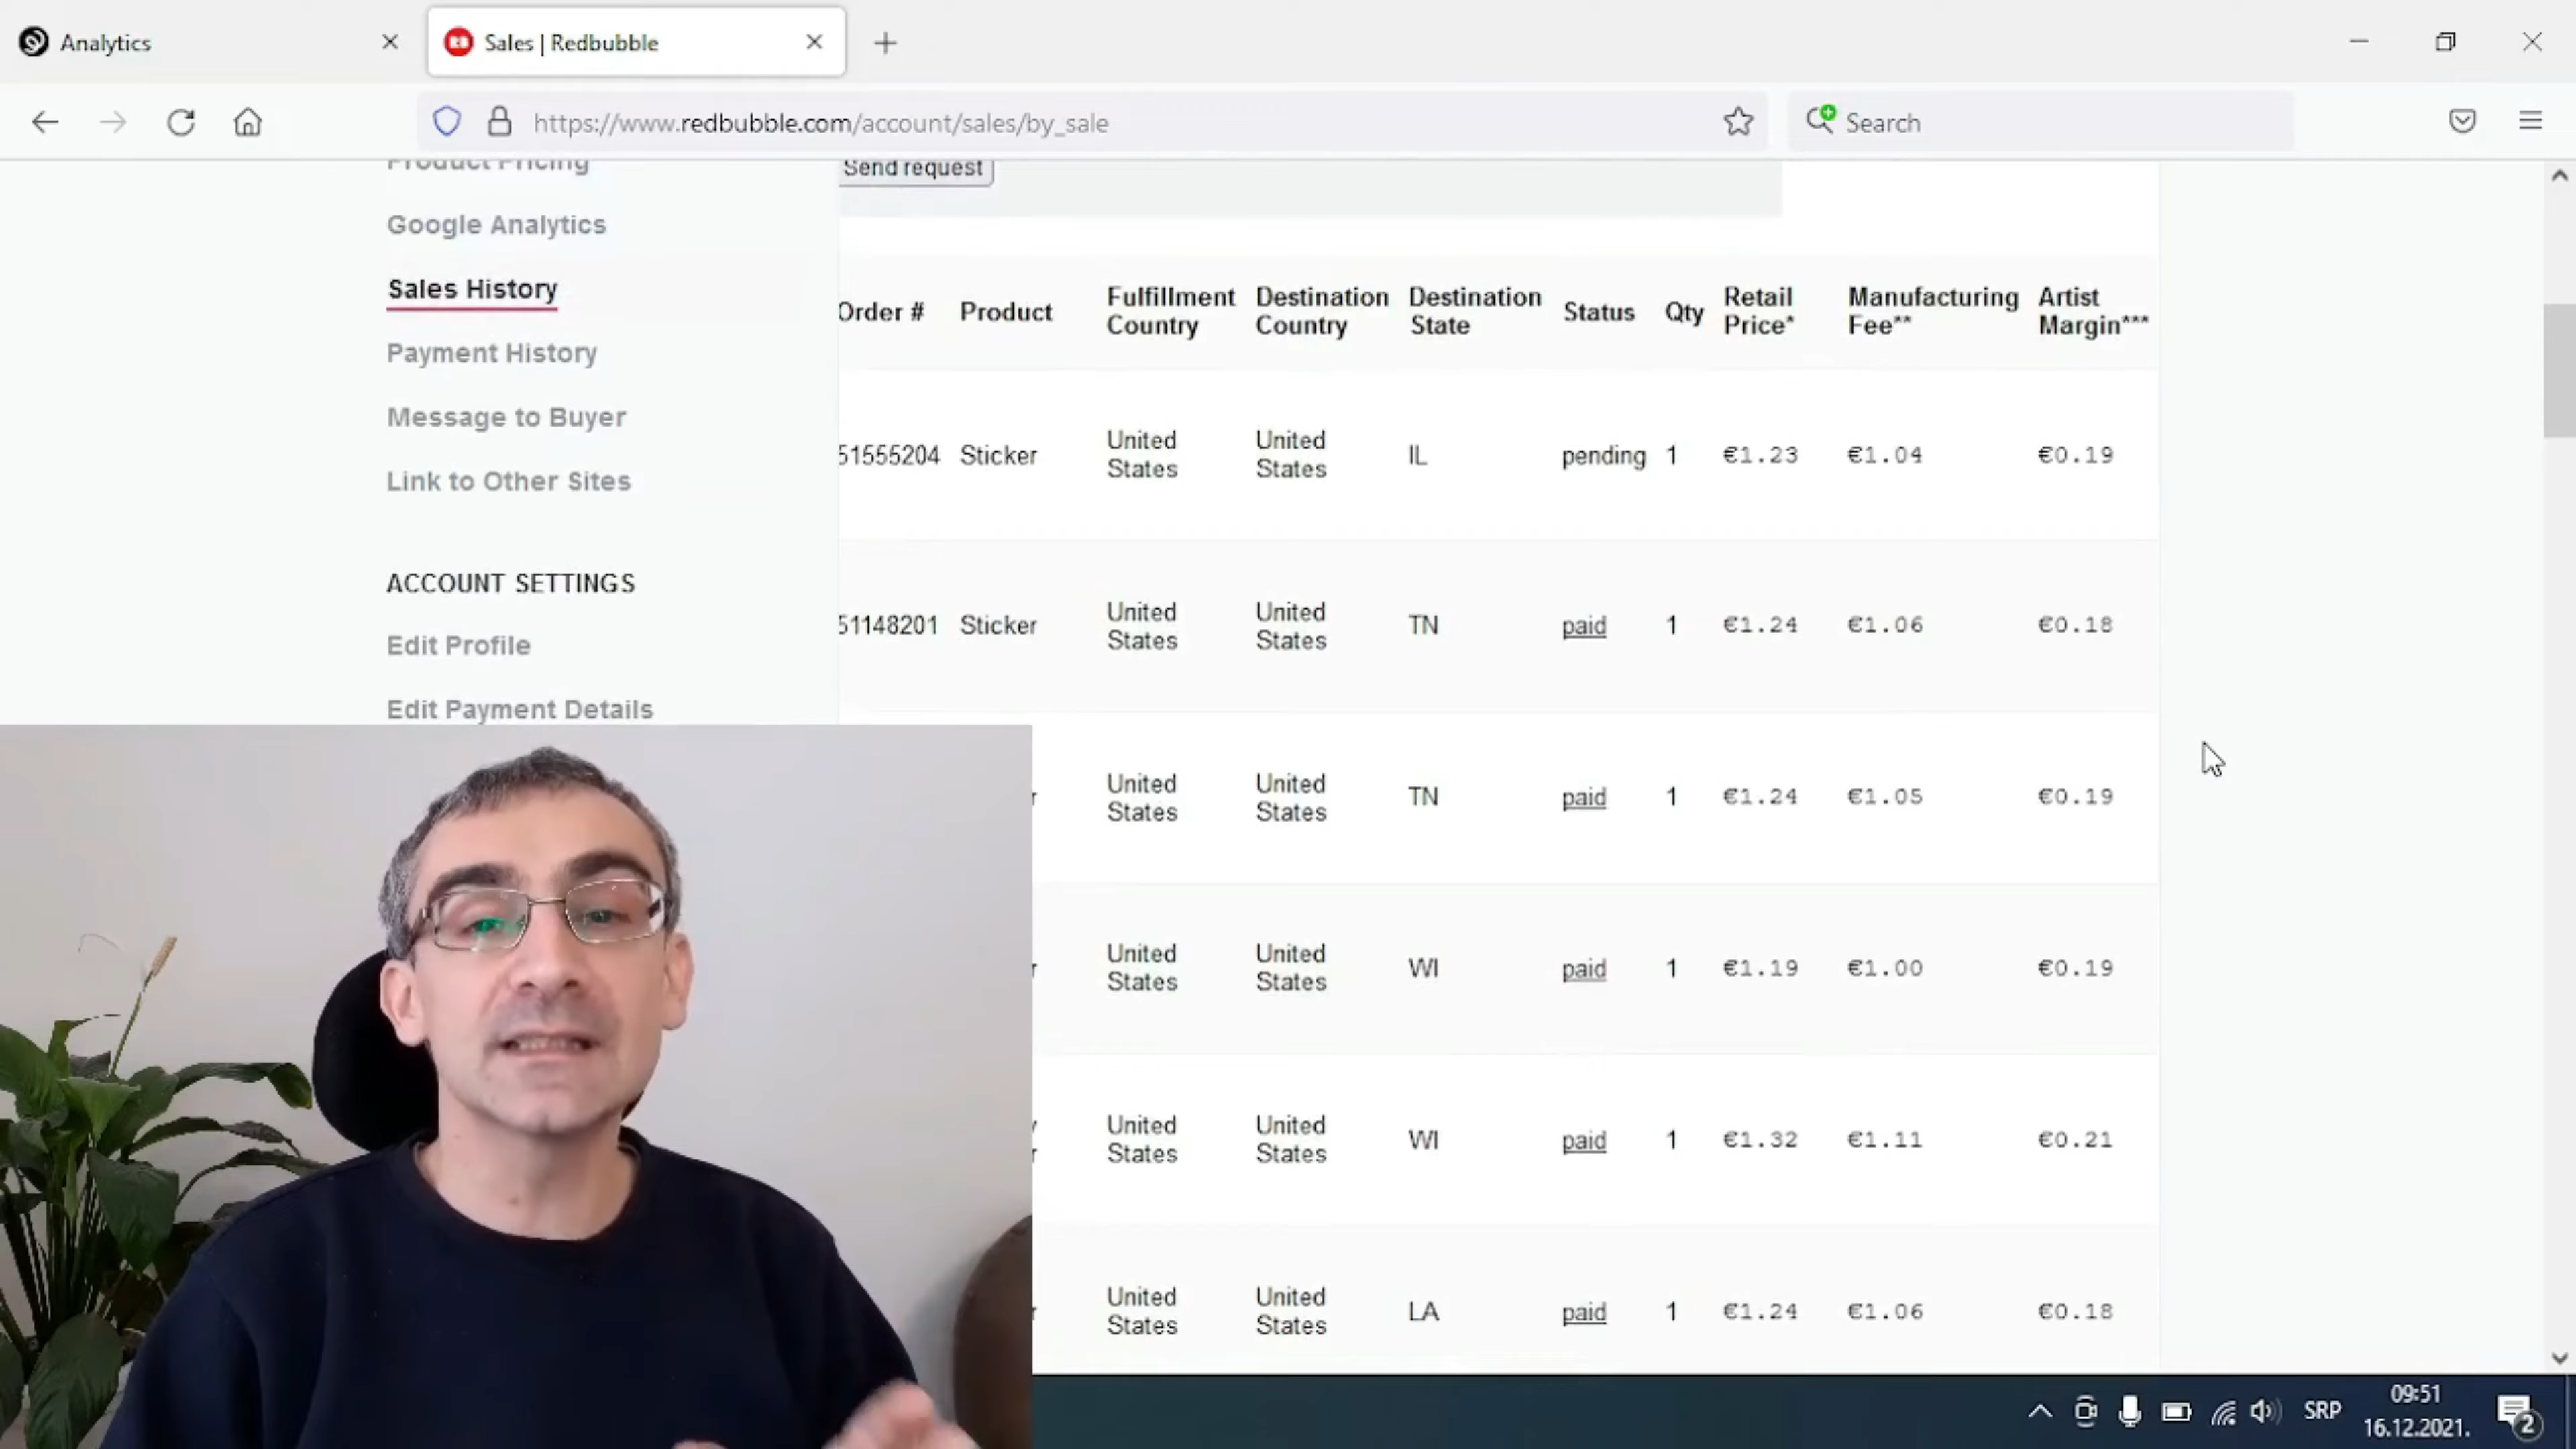 Analytics
Sales | Redbubble
https://www.redbubble.com/account/sales/by_sale
Search
Product Pricing
Google Analytics
Sales History
Payment History
Message to Buyer
Link to Other Sites
ACCOUNT SETTINGS
Edit Profile
Edit Payment Details
Send request
Order # Product Fulfillment Country Destination Country Destination State Status Qty Retail Price* Manufacturing Fee** Artist Margin***
51555204 Sticker United States United States IL pending 1 €1.23 €1.04 €0.19
51148201 Sticker United States United States TN paid 1 €1.24 €1.06 €0.18
r United States United States TN paid 1 €1.24 €1.05 €0.19
r United States United States WI paid 1 €1.19 €1.00 €0.19
United States United States WI paid 1 €1.32 €1.11 €0.21
r United States United States LA paid 1 €1.24 €1.06 €0.18
SRP
09:51
16.12.2021.
2